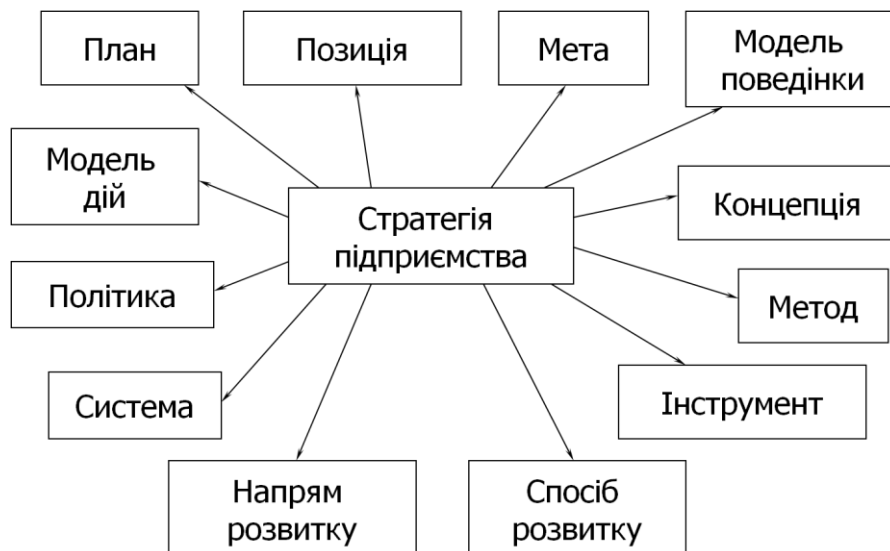 План
Позиція
Мета
Модель
поведінки
Модель
дій
Стратегія
підприємства
Концепція
Політика
Метод
Система
Інструмент
Напрям
розвитку
Спосіб
розвитку